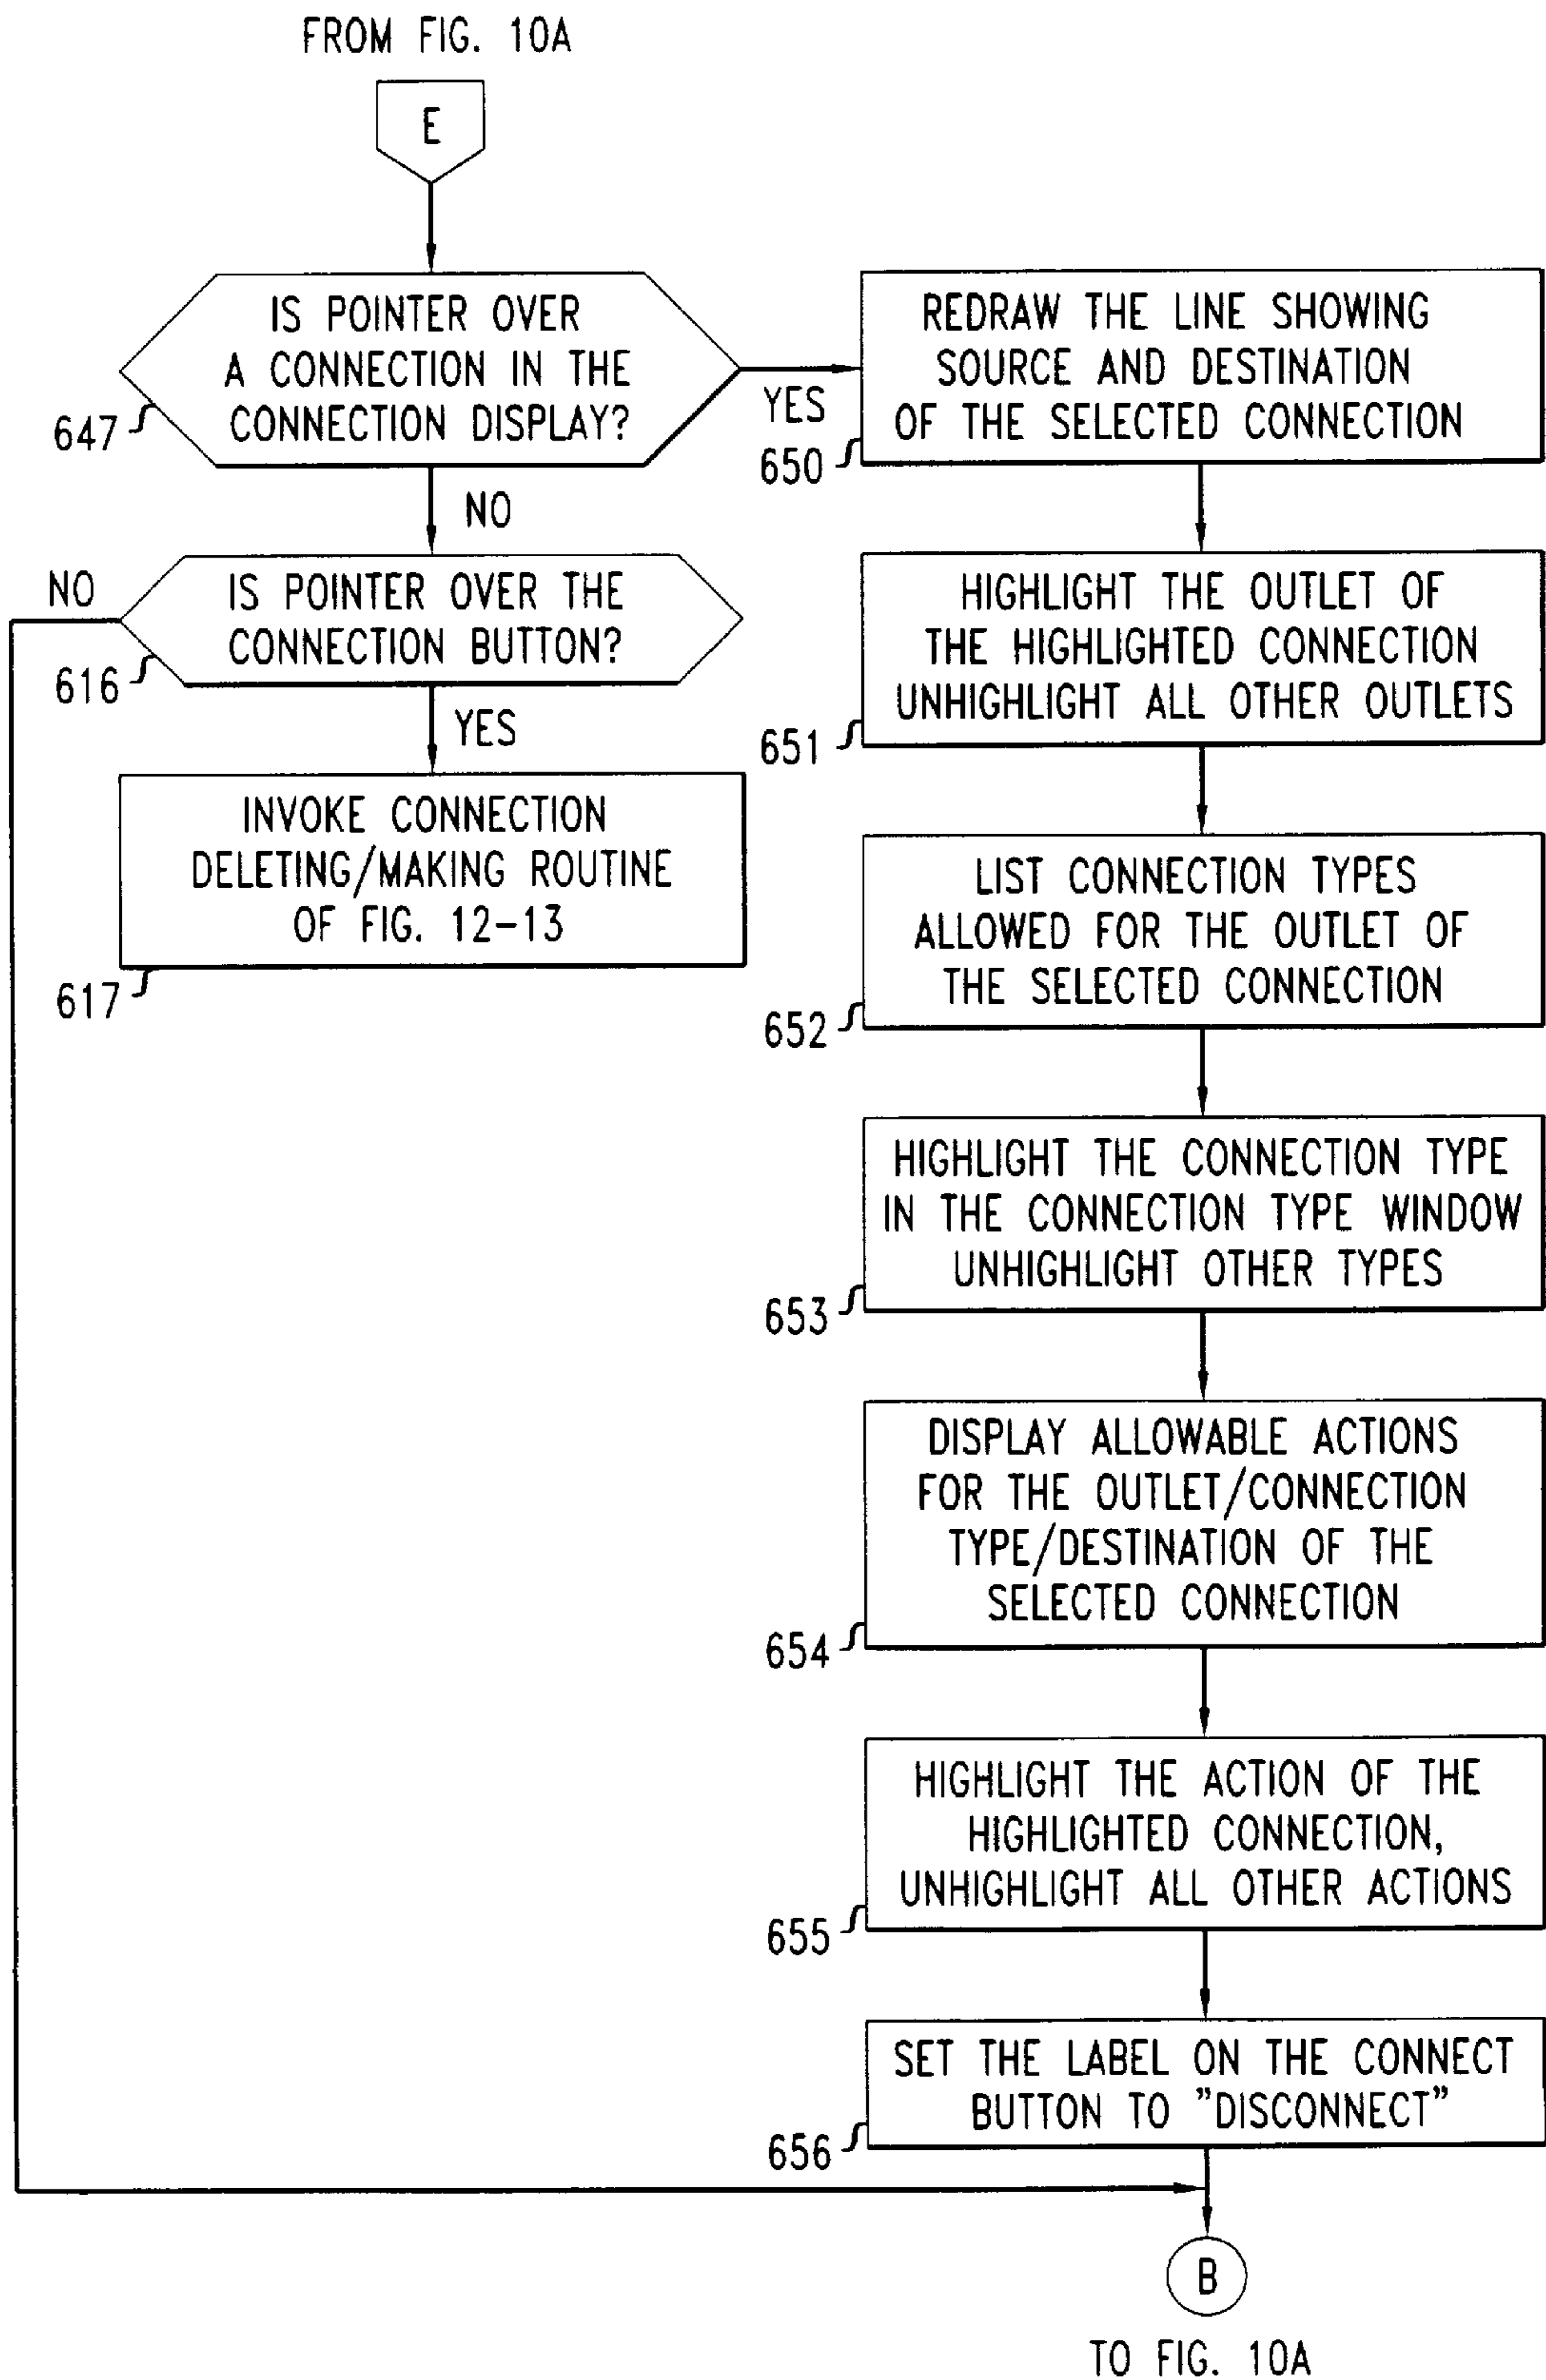 FROM FIG. 10A
E
IS POINTER OVER
A CONNECTION IN THE
CONNECTION DISPLAY?
647
YES
NO
IS POINTER OVER THE
CONNECTION BUTTON?
616
NO
YES
INVOKE CONNECTION
DELETING/MAKING ROUTINE
OF FIG. 12-13
617
REDRAW THE LINE SHOWING
SOURCE AND DESTINATION
OF THE SELECTED CONNECTION
650
HIGHLIGHT THE OUTLET OF
THE HIGHLIGHTED CONNECTION
UNHIGHLIGHT ALL OTHER OUTLETS
651
LIST CONNECTION TYPES
ALLOWED FOR THE OUTLET OF
THE SELECTED CONNECTION
652
HIGHLIGHT THE CONNECTION TYPE
IN THE CONNECTION TYPE WINDOW
UNHIGHLIGHT OTHER TYPES
653
DISPLAY ALLOWABLE ACTIONS
FOR THE OUTLET/CONNECTION
TYPE/DESTINATION OF THE
SELECTED CONNECTION
654
HIGHLIGHT THE ACTION OF THE
HIGHLIGHTED CONNECTION,
UNHIGHLIGHT ALL OTHER ACTIONS
655
SET THE LABEL ON THE CONNECT
BUTTON TO ”DISCONNECT”
656
B
TO FIG. 10A